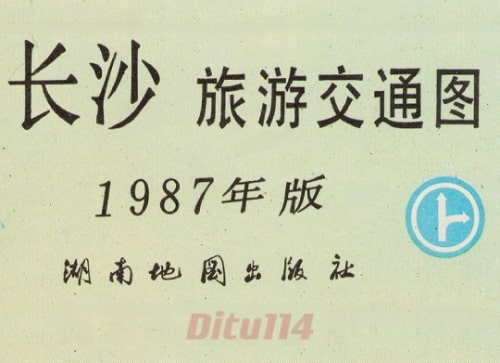 长沙 旅游交通图
1987年版
湖南地图出版社
Ditu114